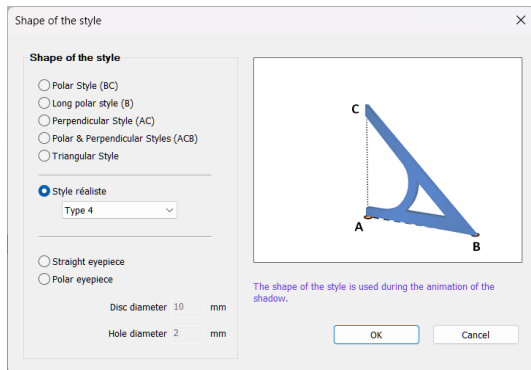 Shape of the style
Shape of the style
Polar Style (BC)
Long polar style (B)
Perpendicular Style (AC)
Polar & Perpendicular Styles (ACB)
Triangular Style
Style réaliste
Type 4
Straight eyepiece
Polar eyepiece
Disc diameter 10 mm
Hole diameter 2 mm
C
A
B
The shape of the style is used during the animation of the
shadow.
OK Cancel